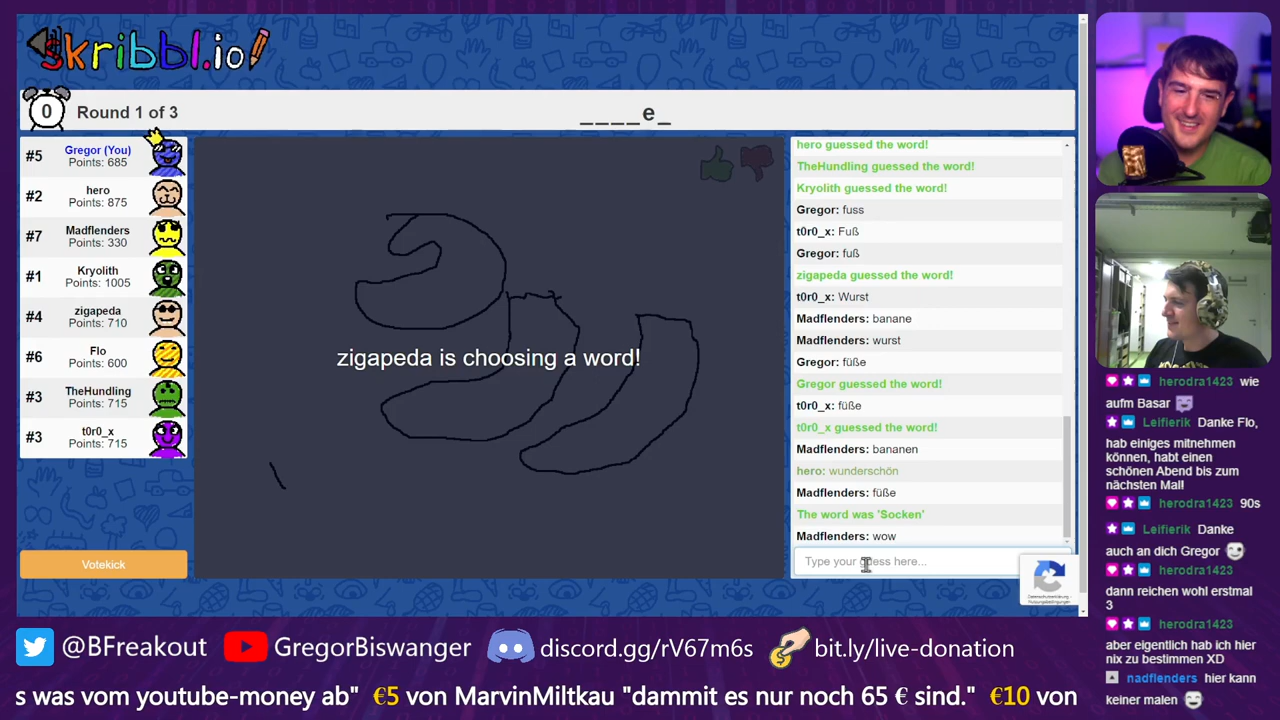 skribbl.io
0
Round 1 of 3
____e_
#5
Gregor (You)
Points: 685
#2
hero
Points: 875
#7
Madflenders
Points: 330
#1
Kryolith
Points: 1005
#4
zigapeda
Points: 710
#6
Flo
Points: 600
#3
TheHundling
Points: 715
#3
t0r0_x
Points: 715
Votekick
zigapeda is choosing a word!
hero guessed the word!
TheHundling guessed the word!
Kryolith guessed the word!
Gregor: fuss
t0r0_x: Fuß
Gregor: fuß
zigapeda guessed the word!
t0r0_x: Wurst
Madflenders: banane
Madflenders: wurst
Gregor: füße
Gregor guessed the word!
t0r0_x: füße
t0r0_x guessed the word!
Madflenders: bananen
hero: wunderschön
Madflenders: füße
The word was 'Socken'
Madflenders: wow
Type your guess here...
Datenschutzerklärung -
Nutzungsbedingungen
herodra1423 wie
aufm Basar
Leifierik Danke Flo,
hab einiges mitnehmen
können, habt einen
schönen Abend bis zum
nächsten Mal!
herodra1423 90s
Leifierik Danke
auch an dich Gregor
herodra1423
dann reichen wohl erstmal
3
herodra1423
aber eigentlich hab ich hier
nix zu bestimmen XD
nadflenders hier kann
keiner malen
@BFreakout
GregorBiswanger
discord.gg/rV67m6s
bit.ly/live-donation
s was vom youtube-money ab" €5 von MarvinMiltkau "dammit es nur noch 65 € sind." €10 von